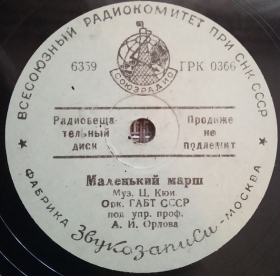 ВСЕСОЮЗНЫЙ РАДИОКОМИТЕТ ПРИ СНК СССР
СОЮЗРАДИО
6359 ГРК 0366
Радиовеща- Продаже
тельный не
диск подлежит
Маленький марш
Муз. Ц. Кюи.
Орк. ГАБТ СССР
под упр. проф.
А. И. Орлова
ФАБРИКА Звукозаписи - МОСКВА